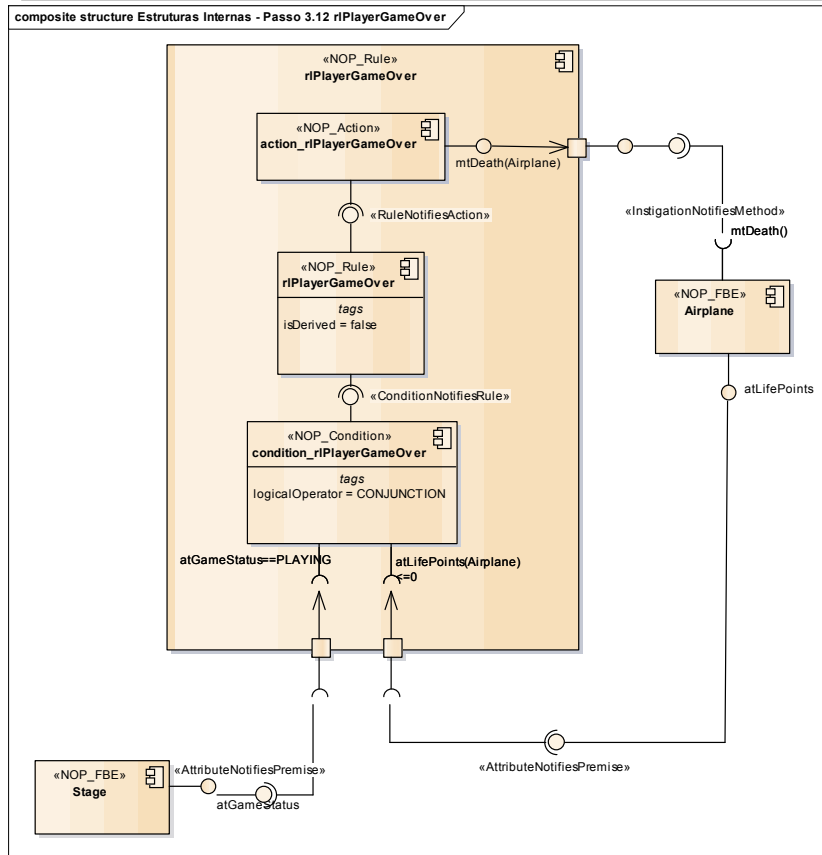 composite structure Estruturas Internas - Passo 3.12 rlPlayerGameOver
«NOP_Rule»
rlPlayerGameOver
«NOP_Action»
action_rlPlayerGameOver
mtDeath(Airplane)
«RuleNotifiesAction»
«InstigationNotifiesMethod»
mtDeath()
«NOP_Rule»
rlPlayerGameOver
tags
isDerived = false
«NOP_FBE»
Airplane
atLifePoints
«ConditionNotifiesRule»
«NOP_Condition»
condition_rlPlayerGameOver
tags
logicalOperator = CONJUNCTION
atGameStatus==PLAYING
atLifePoints(Airplane)
<=0
«AttributeNotifiesPremise»
«NOP_FBE»
Stage
«AttributeNotifiesPremise»
atGameStatus